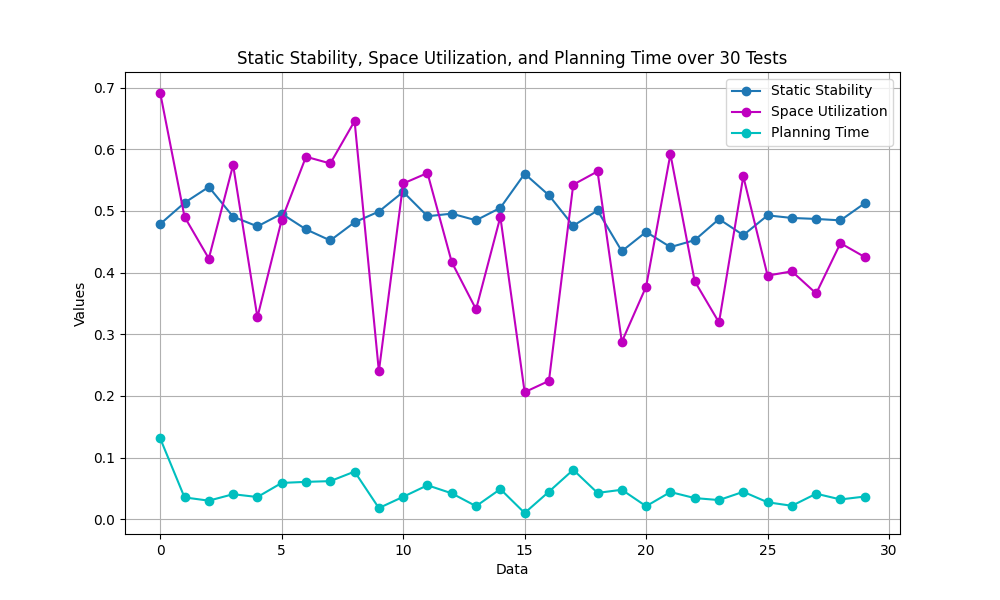 Static Stability, Space Utilization, and Planning Time over 30 Tests
Static Stability
Space Utilization
Planning Time
Values
0.7
0.6
0.5
0.4
0.3
0.2
0.1
0.0
0 5 10 15 20 25 30
Data